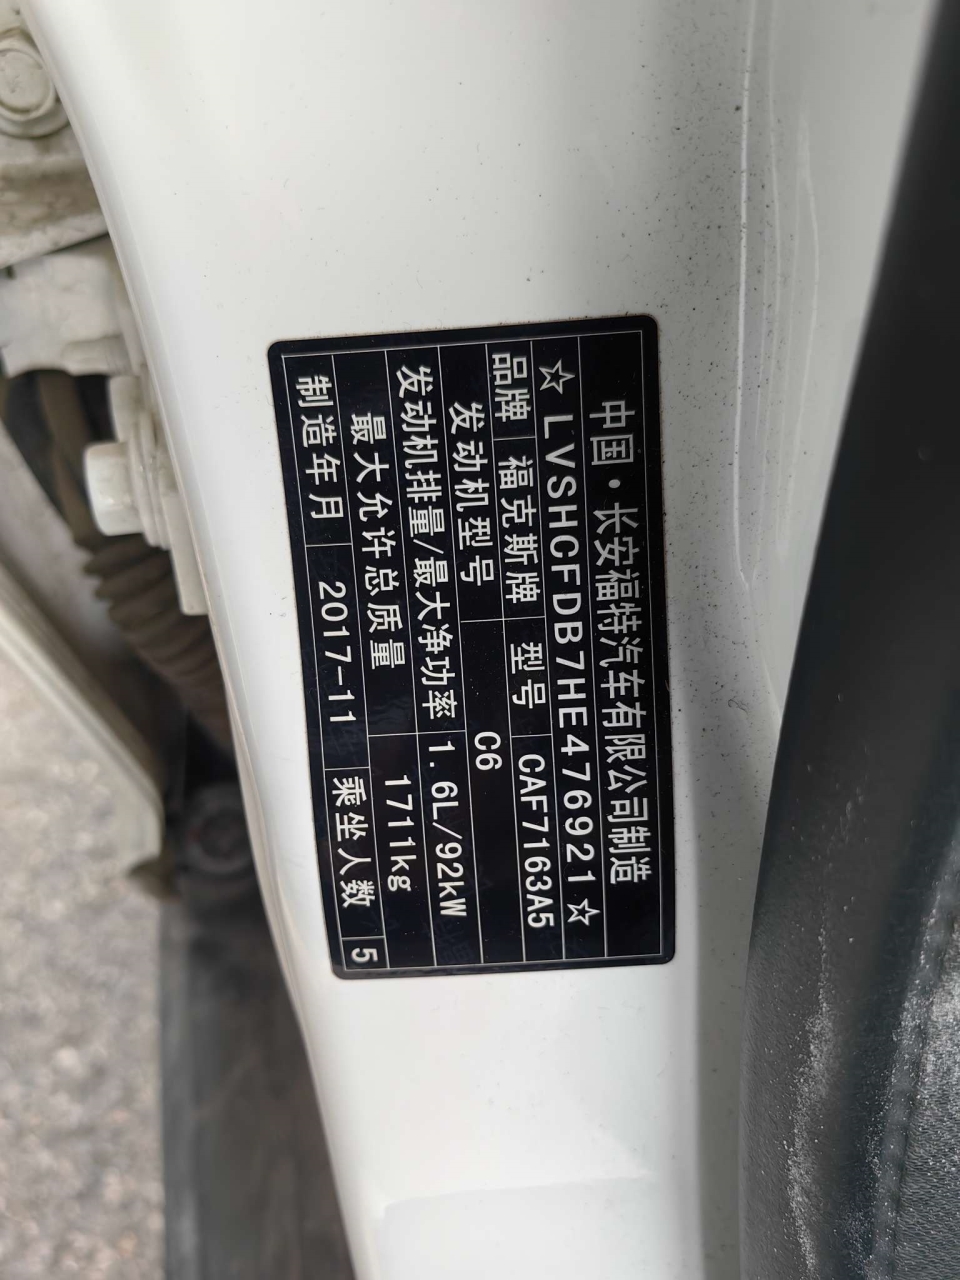 中国·长安福特汽车有限公司制造
☆LVSHCFDB7HE476921☆
品牌 福克斯牌 型号 CAF7163A5
发动机型号 C6
发动机排量/最大净功率 1.6L/92kW
最大允许总质量 1711kg
制造年月 2017-11 乘坐人数 5